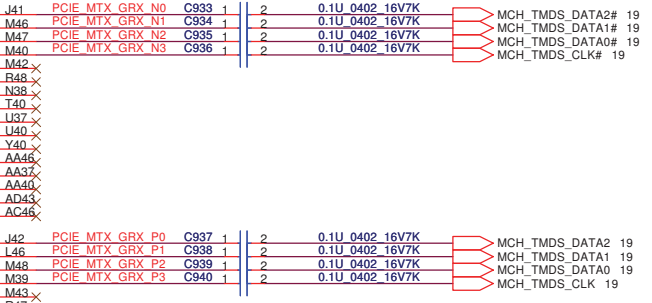 J41 PCIE_MTX_GRX_N0 C933 1 2 0.1U_0402_16V7K MCH_TMDS_DATA2# 19
M46 PCIE_MTX_GRX_N1 C934 1 2 0.1U_0402_16V7K MCH_TMDS_DATA1# 19
M47 PCIE_MTX_GRX_N2 C935 1 2 0.1U_0402_16V7K MCH_TMDS_DATA0# 19
M40 PCIE_MTX_GRX_N3 C936 1 2 0.1U_0402_16V7K MCH_TMDS_CLK# 19
M42
R48
N38
T40
U37
U40
Y40
AA46
AA37
AA40
AD43
AC46
J42 PCIE_MTX_GRX_P0 C937 1 2 0.1U_0402_16V7K MCH_TMDS_DATA2 19
L46 PCIE_MTX_GRX_P1 C938 1 2 0.1U_0402_16V7K MCH_TMDS_DATA1 19
M48 PCIE_MTX_GRX_P2 C939 1 2 0.1U_0402_16V7K MCH_TMDS_DATA0 19
M39 PCIE_MTX_GRX_P3 C940 1 2 0.1U_0402_16V7K MCH_TMDS_CLK 19
M43